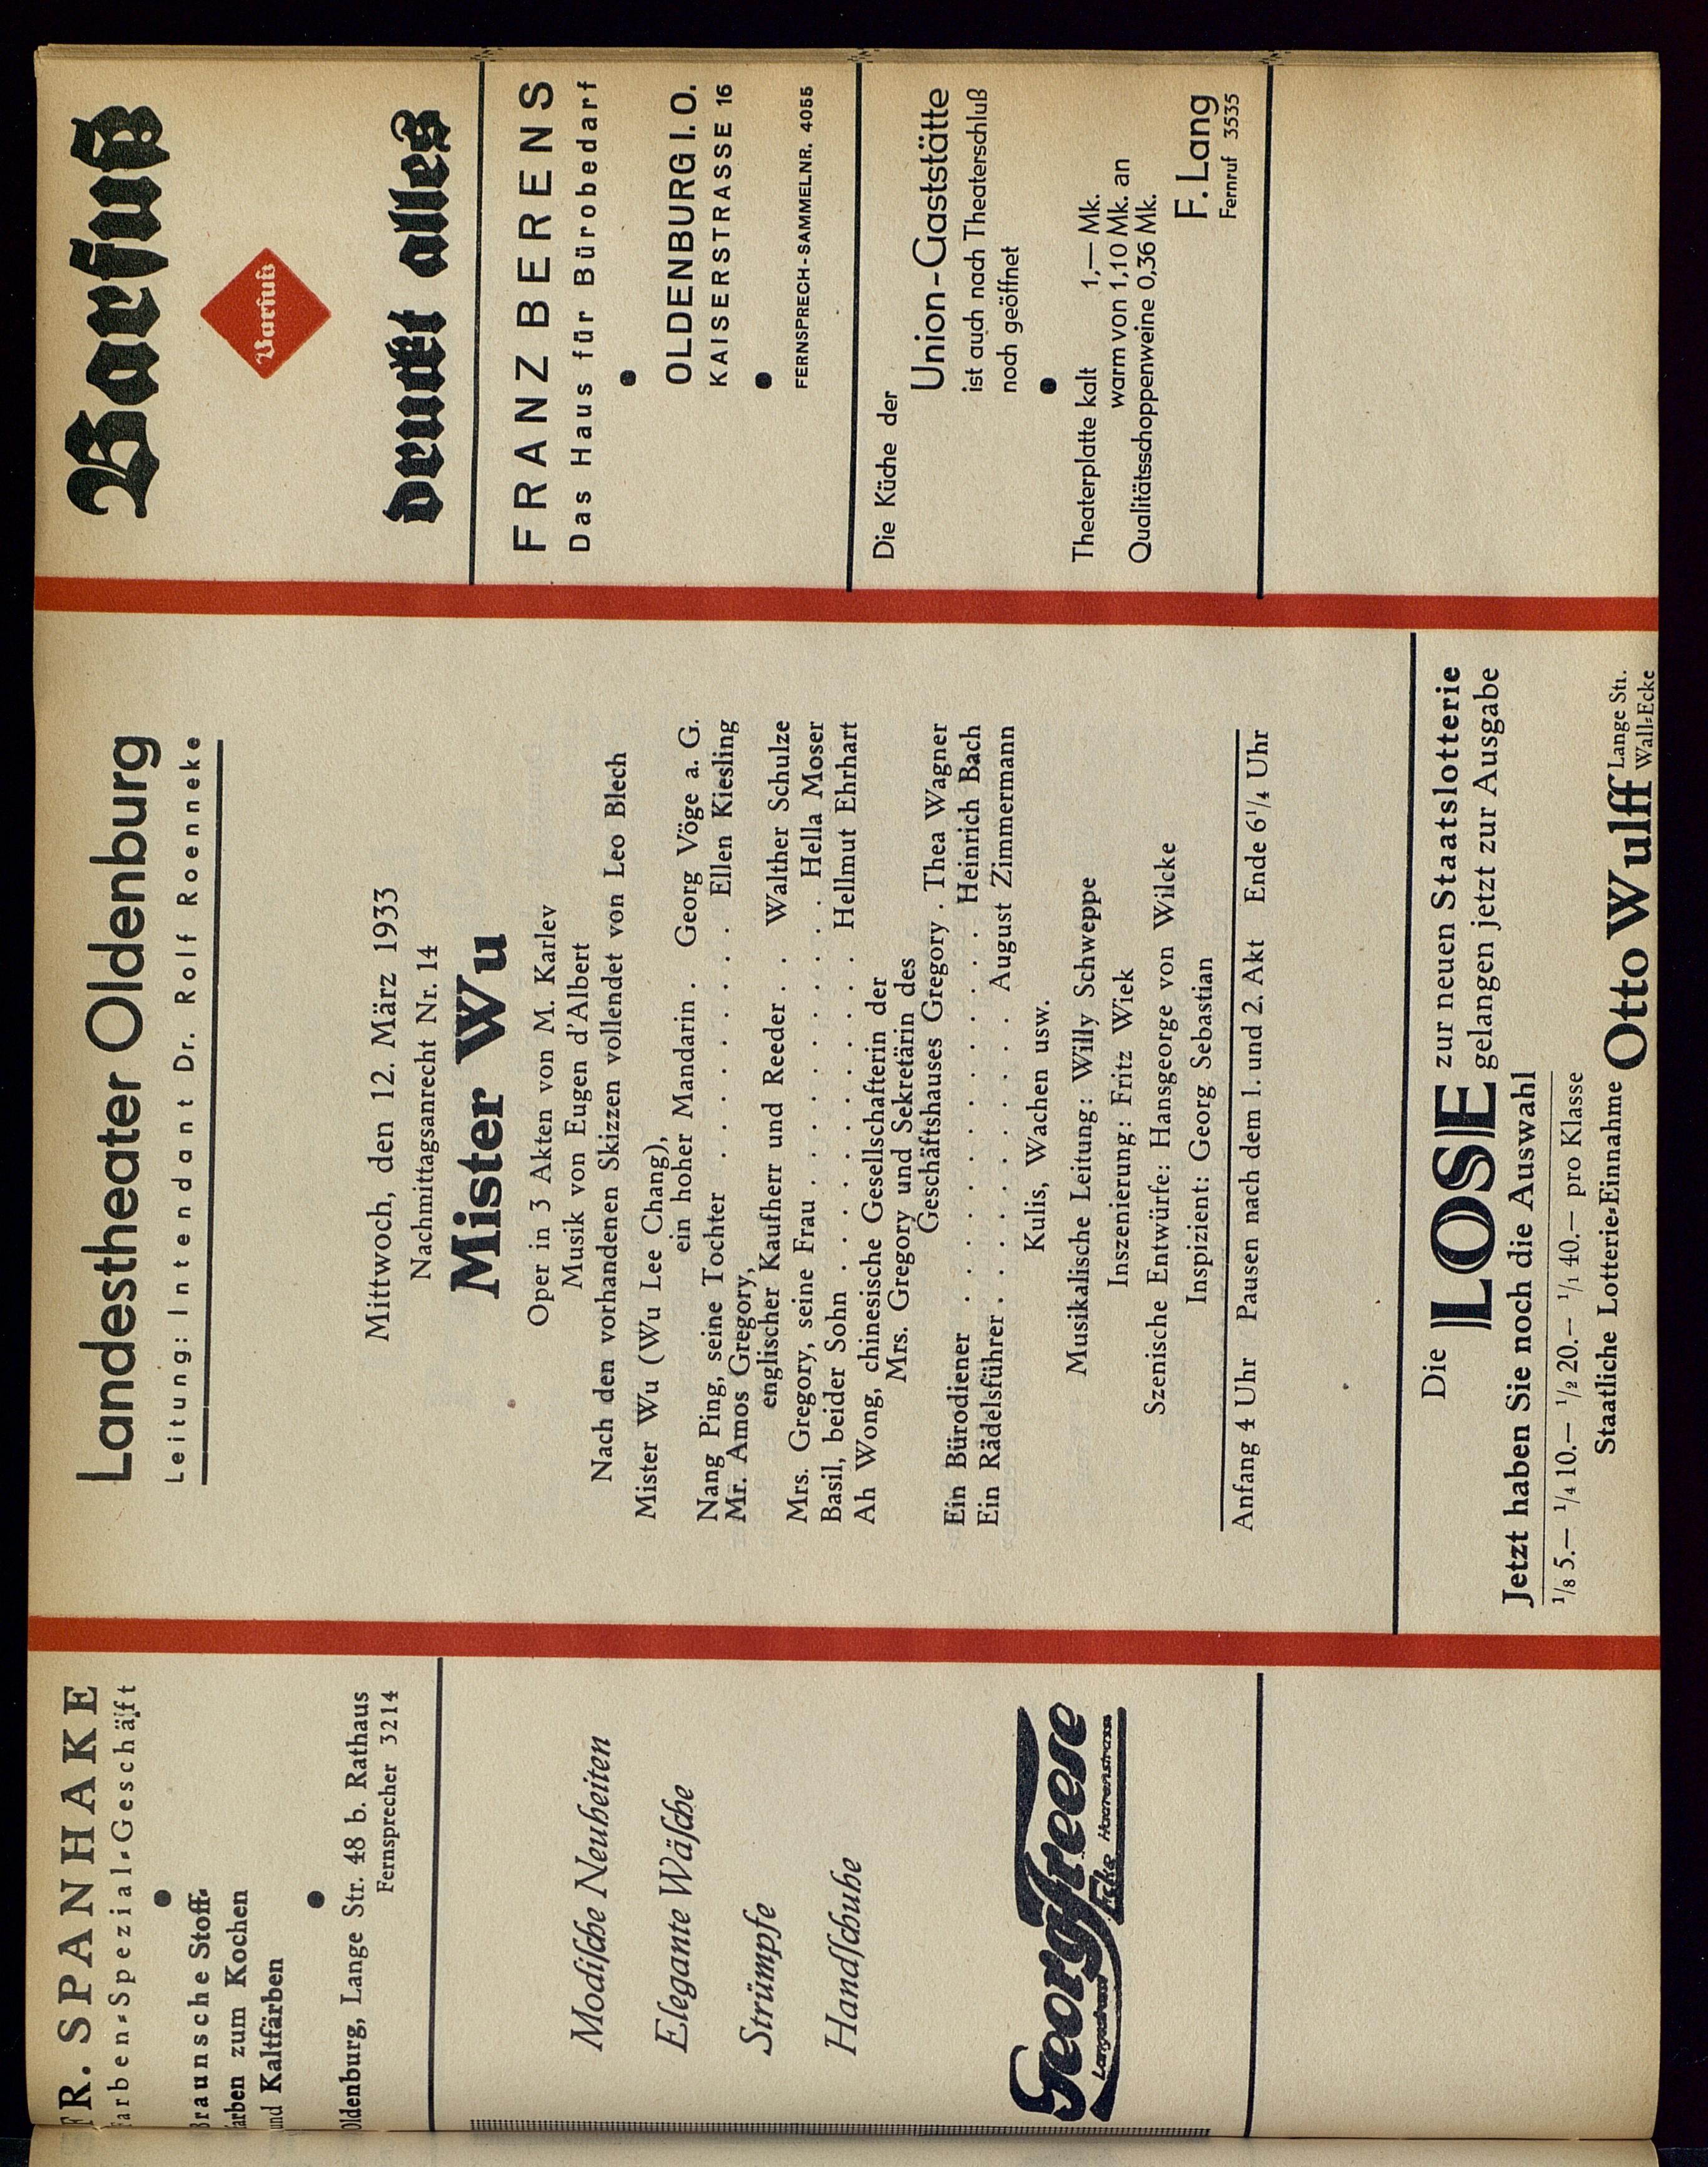 FR. SPANHAKE
Farben⸗Spezial⸗Geschäft
Braunsche Stoff⸗
farben zum Kochen
und Kaltfärben
Oldenburg, Lange Str. 48 b. Rathaus
Fernsprecher 3214
Modische Neuheiten
Elegante Wäsche
Strümpfe
Handschuhe
Georg Freese
Langestrasse Ecke Haarenstrasse
Landestheater Oldenburg
Leitung: Intendant Dr. Rolf Roenneke
Mittwoch, den 12. März 1933
Nachmittagsanrecht Nr. 14
Mister Wu
Oper in 3 Akten von M. Karlev
Musik von Eugen d'Albert
Nach den vorhandenen Skizzen vollendet von Leo Blech
Mister Wu (Wu Lee Chang),
ein hoher Mandarin . Georg Vöge a. G.
Nang Ping, seine Tochter . . . . . . . . Ellen Kiesling
Mr. Amos Gregory,
englischer Kaufherr und Reeder . . Walther Schulze
Mrs. Gregory, seine Frau . . . . . . . . Hella Moser
Basil, beider Sohn . . . . . . . . . . Hellmut Ehrhart
Ah Wong, chinesische Gesellschafterin der
Mrs. Gregory und Sekretärin des
Geschäftshauses Gregory . Thea Wagner
Ein Bürodiener . . . . . . . . . . . Heinrich Bach
Ein Rädelsführer . . . . . . . . . August Zimmermann
Kulis, Wachen usw.
Musikalische Leitung: Willy Schweppe
Inszenierung: Fritz Wiek
Szenische Entwürfe: Hansgeorge von Wilcke
Inspizient: Georg Sebastian
Anfang 4 Uhr Pausen nach dem 1. und 2. Akt Ende 6¹/₄ Uhr
Die LOSE zur neuen Staatslotterie
gelangen jetzt zur Ausgabe
Jetzt haben Sie noch die Auswahl
¹/₈ 5.— ¹/₄ 10.— ¹/₂ 20.— ¹/₁ 40.— pro Klasse
Staatliche Lotterie⸗Einnahme Otto Wulff Lange Str.
Wall⸗Ecke
Barfuß
Barfuß
druckt alles
FRANZ BERENS
Das Haus für Bürobedarf
OLDENBURG I. O.
KAISERSTRASSE 16
FERNSPRECH-SAMMELNR. 4055
Die Küche der
Union-Gaststätte
ist auch nach Theaterschluß
noch geöffnet
Theaterplatte kalt 1,— Mk.
warm von 1,10 Mk. an
Qualitätsschoppenweine 0,36 Mk.
F. Lang
Fernruf 3535